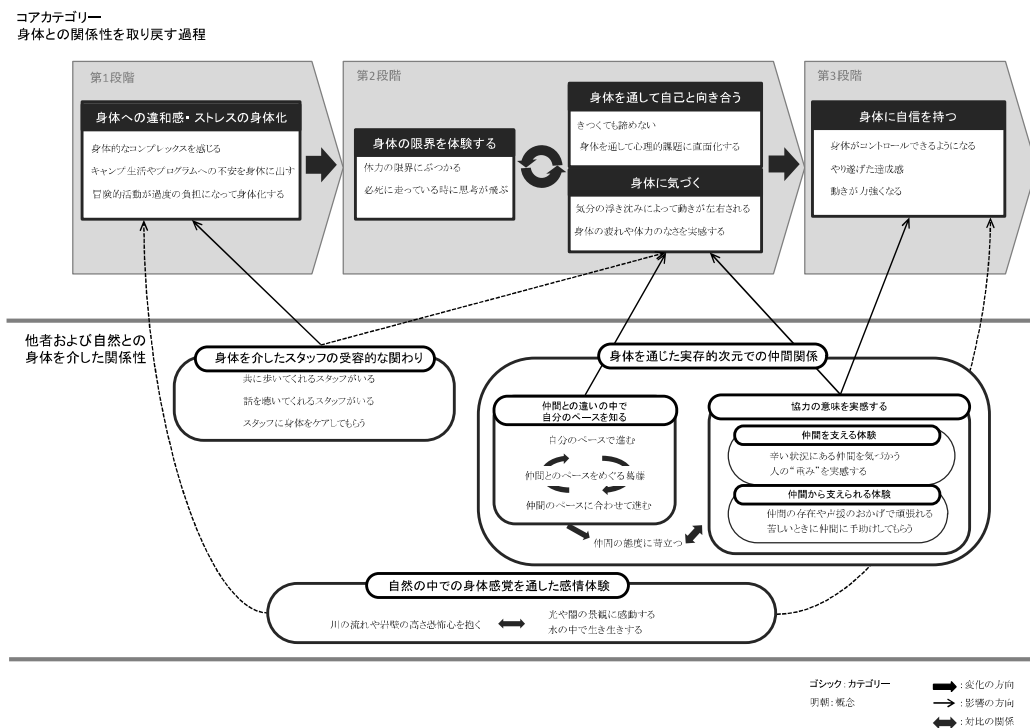 コアカテゴリー
身体との関係性を取り戻す過程
第1段階
身体への違和感・ストレスの身体化
身体的なコンプレックスを感じる
キャンプ生活やプログラムへの不安を身体に出す
冒険的活動が過度の負担になって身体化する
第2段階
身体の限界を体験する
体力の限界にぶつかる
必死に走っている時に思考が飛ぶ
身体を通して自己と向き合う
きつくても諦めない
身体を通して心理的課題に直面化する
身体に気づく
気分の浮き沈みによって動きが左右される
身体の疲れや体力のなさを実感する
第3段階
身体に自信を持つ
身体がコントロールできるようになる
やり遂げた達成感
動きが力強くなる
他者および自然との
身体を介した関係性
身体を介したスタッフの受容的な関わり
共に歩いてくれるスタッフがいる
話を聴いてくれるスタッフがいる
スタッフに身体をケアしてもらう
身体を通じた実存的次元での仲間関係
仲間との違いの中で
自分のペースを知る
自分のペースで進む
仲間とのペースをめぐる葛藤
仲間のペースに合わせて進む
仲間の態度に苛立つ
協力の意味を実感する
仲間を支える体験
辛い状況にある仲間を気づかう
人の“重み”を実感する
仲間から支えられる体験
仲間の存在や声援のおかげで頑張れる
苦しいときに仲間に手助けしてもらう
自然の中での身体感覚を通した感情体験
川の流れや岩壁の高さ恐怖心を抱く
光や闇の景観に感動する
水の中で生き生きする
ゴシック：カテゴリー
明朝：概念
：変化の方向
：影響の方向
：対比の関係